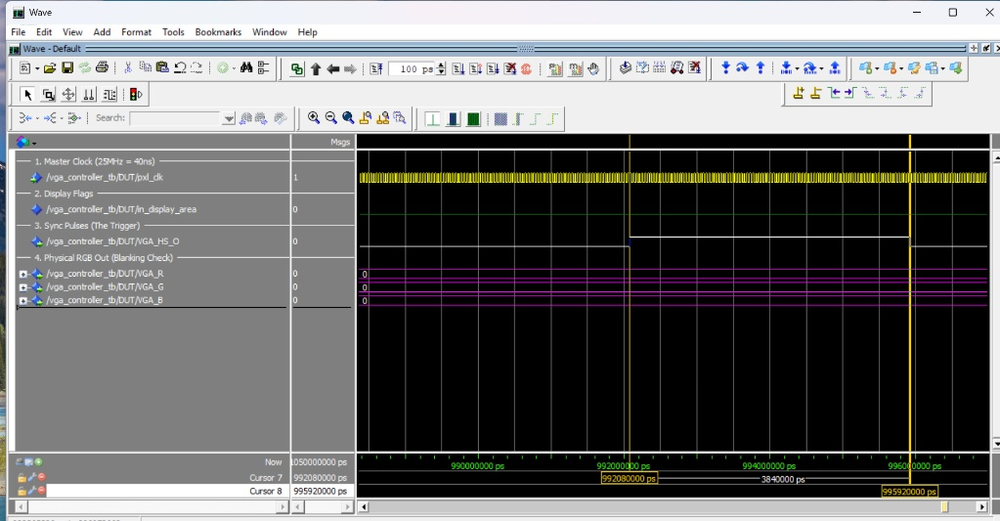 Wave
File Edit View Add Format Tools Bookmarks Window Help
Wave - Default
100 ps
Search:
Msgs
1. Master Clock (25MHz = 40ns)
/vga_controller_tb/DUT/pxl_clk 1
2. Display Flags
/vga_controller_tb/DUT/in_display_area 0
3. Sync Pulses (The Trigger)
/vga_controller_tb/DUT/VGA_HS_O 0
4. Physical RGB Out (Blanking Check)
/vga_controller_tb/DUT/VGA_R 0 0
/vga_controller_tb/DUT/VGA_G 0 0
/vga_controller_tb/DUT/VGA_B 0 0
Now 1050000000 ps 990000000 ps 992000000 ps 994000000 ps 996000000 ps
Cursor 7 992080000 ps 992080000 ps 3840000 ps
Cursor 8 995920000 ps 995920000 ps